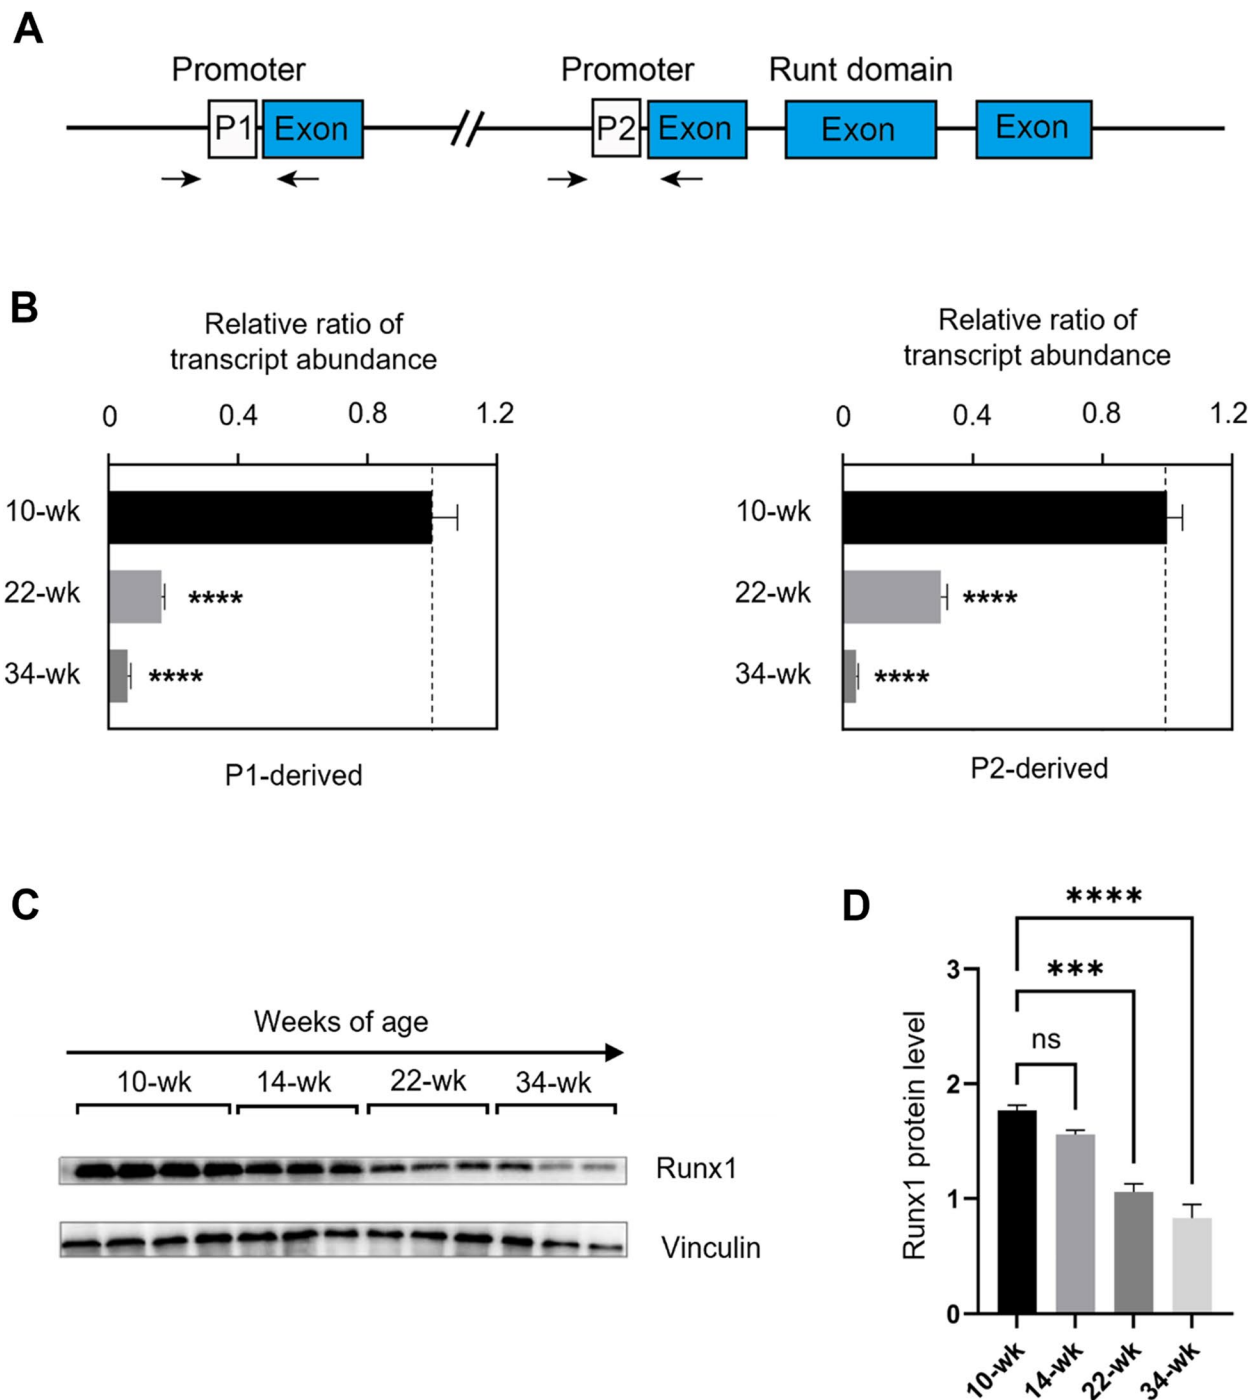 A
Promoter
Promoter
Runt domain
P1
Exon
P2
Exon
Exon
Exon
B
Relative ratio of
transcript abundance
0 0.4 0.8 1.2
10-wk
22-wk ****
34-wk ****
P1-derived
Relative ratio of
transcript abundance
0 0.4 0.8 1.2
10-wk
22-wk ****
34-wk ****
P2-derived
C
Weeks of age
10-wk 14-wk 22-wk 34-wk
Runx1
Vinculin
D
****
***
ns
Runx1 protein level
3
2
1
0
10-wk 14-wk 22-wk 34-wk